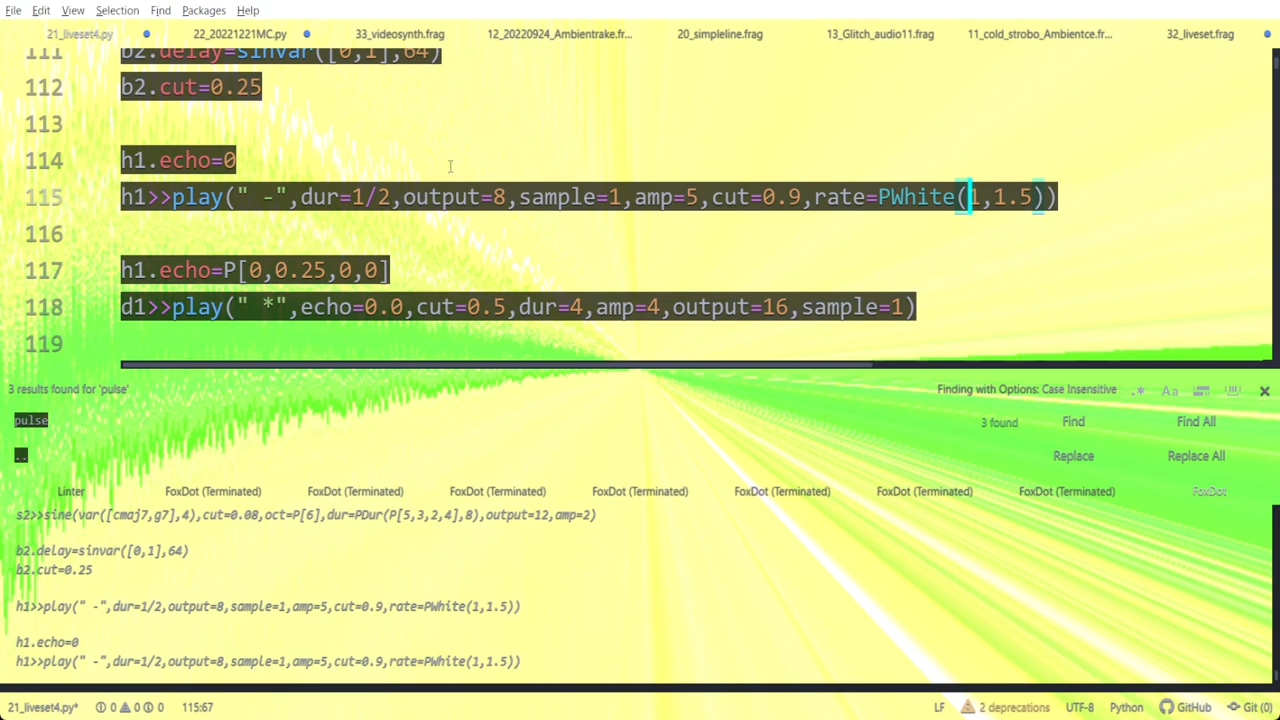 File Edit View Selection Find Packages Help
21_liveset4.py 22_20221221MC.py 33_videosynth.frag 12_20220924_Ambientrake.fr... 20_simpleline.frag 13_Glitch_audio11.frag 11_cold_strobo_Ambientce.fr... 32_liveset.frag
111 b2.delay=sinvar([0,1],64)
112 b2.cut=0.25
113
114 h1.echo=0
115 h1>>play(" -",dur=1/2,output=8,sample=1,amp=5,cut=0.9,rate=PWhite(1,1.5))
116
117 h1.echo=P[0,0.25,0,0]
118 d1>>play(" *",echo=0.0,cut=0.5,dur=4,amp=4,output=16,sample=1)
119
3 results found for 'pulse' Finding with Options: Case Insensitive .* Aa
pulse 3 found Find Find All
.. Replace Replace All
Linter FoxDot (Terminated) FoxDot (Terminated) FoxDot (Terminated) FoxDot (Terminated) FoxDot (Terminated) FoxDot (Terminated) FoxDot (Terminated) FoxDot
s2>>sine(var([cmaj7,g7],4),cut=0.08,oct=P[6],dur=PDur(P[5,3,2,4],8),output=12,amp=2)
b2.delay=sinvar([0,1],64)
b2.cut=0.25
h1>>play(" -",dur=1/2,output=8,sample=1,amp=5,cut=0.9,rate=PWhite(1,1.5))
h1.echo=0
h1>>play(" -",dur=1/2,output=8,sample=1,amp=5,cut=0.9,rate=PWhite(1,1.5))
21_liveset4.py* 0 0 0 115:67 LF 2 deprecations UTF-8 Python GitHub Git (0)